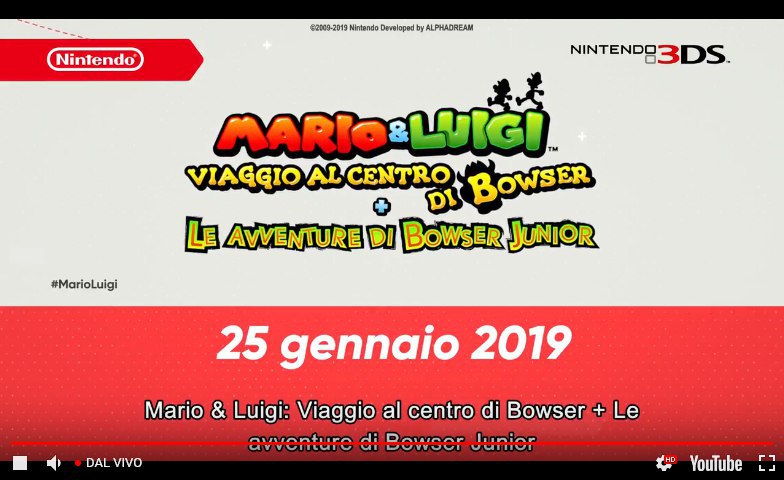 ©2009-2019 Nintendo Developed by ALPHADREAM
Nintendo
NINTENDO 3DS™
MARIO & LUIGI™
VIAGGIO AL CENTRO
DI BOWSER
+
LE AVVENTURE DI BOWSER JUNIOR
#MarioLuigi
25 gennaio 2019
Mario & Luigi: Viaggio al centro di Bowser + Le
avventure di Bowser Junior
DAL VIVO
HD
YouTube